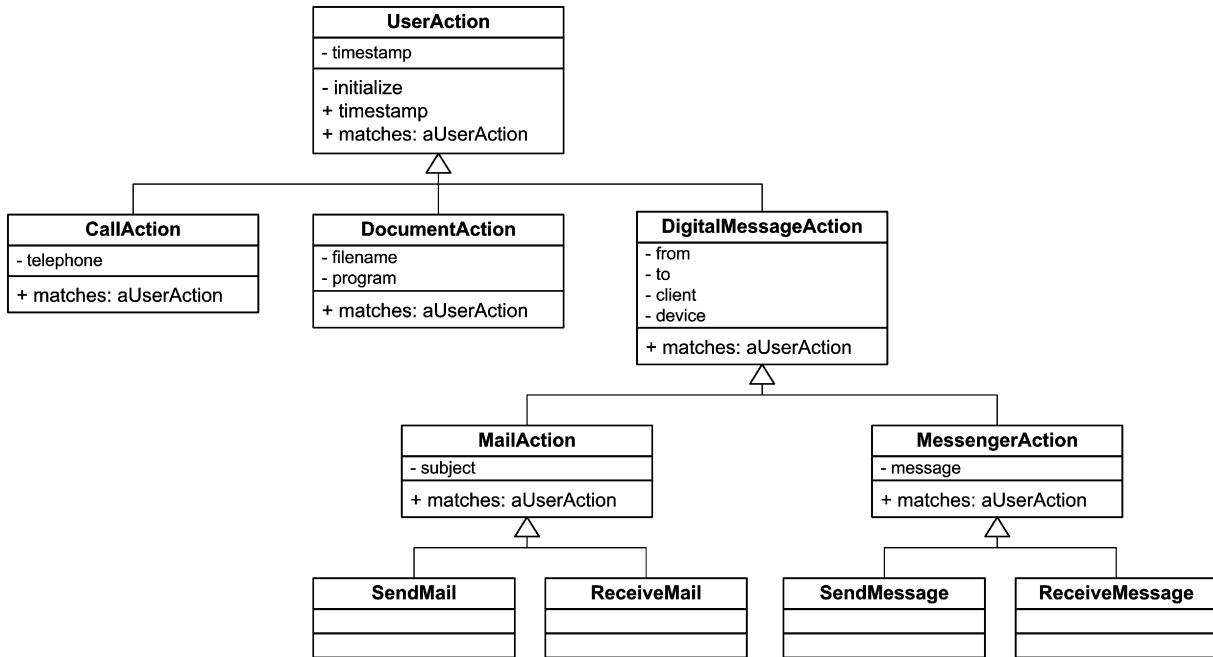 UserAction
- timestamp
- initialize
+ timestamp
+ matches: aUserAction
CallAction
- telephone
+ matches: aUserAction
DocumentAction
- filename
- program
+ matches: aUserAction
DigitalMessageAction
- from
- to
- client
- device
+ matches: aUserAction
MailAction
- subject
+ matches: aUserAction
MessengerAction
- message
+ matches: aUserAction
SendMail
ReceiveMail
SendMessage
ReceiveMessage